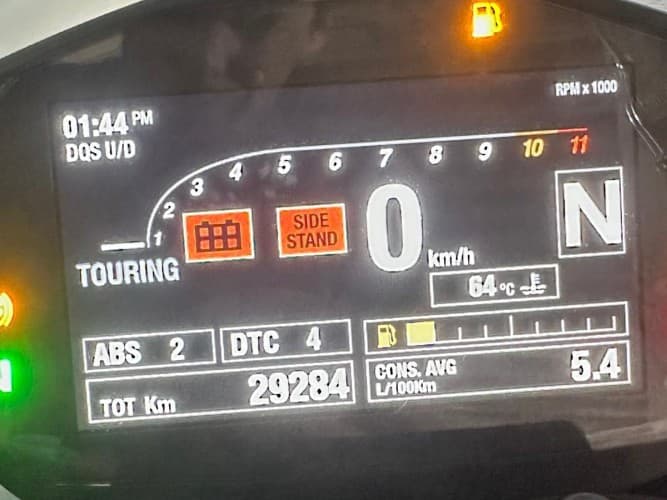 RPM x 1000
01:44 PM
DQS U/D
1 2 3 4 5 6 7 8 9 10 11
SIDE
STAND
0
km/h
N
TOURING
64 °C
ABS 2
DTC 4
TOT Km 29284
CONS. AVG
L/100Km
5.4